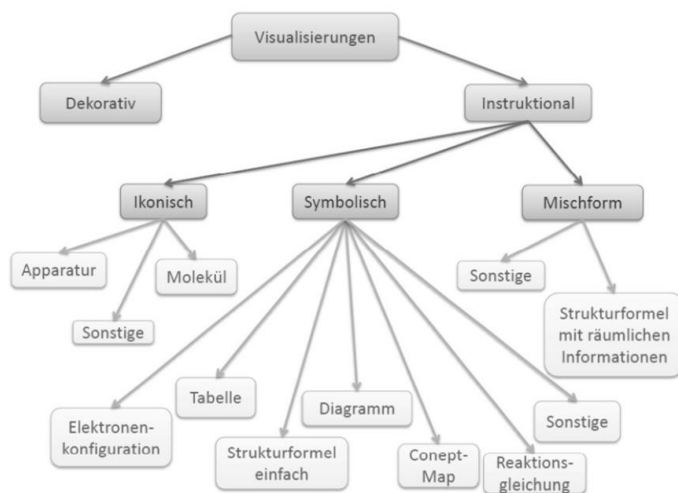 Visualisierungen
Dekorativ
Instruktional
Ikonisch
Symbolisch
Mischform
Apparatur
Molekül
Sonstige
Sonstige
Strukturformel
mit räumlichen
Informationen
Elektronen-
konfiguration
Tabelle
Strukturformel
einfach
Diagramm
Conept-
Map
Reaktions-
gleichung
Sonstige